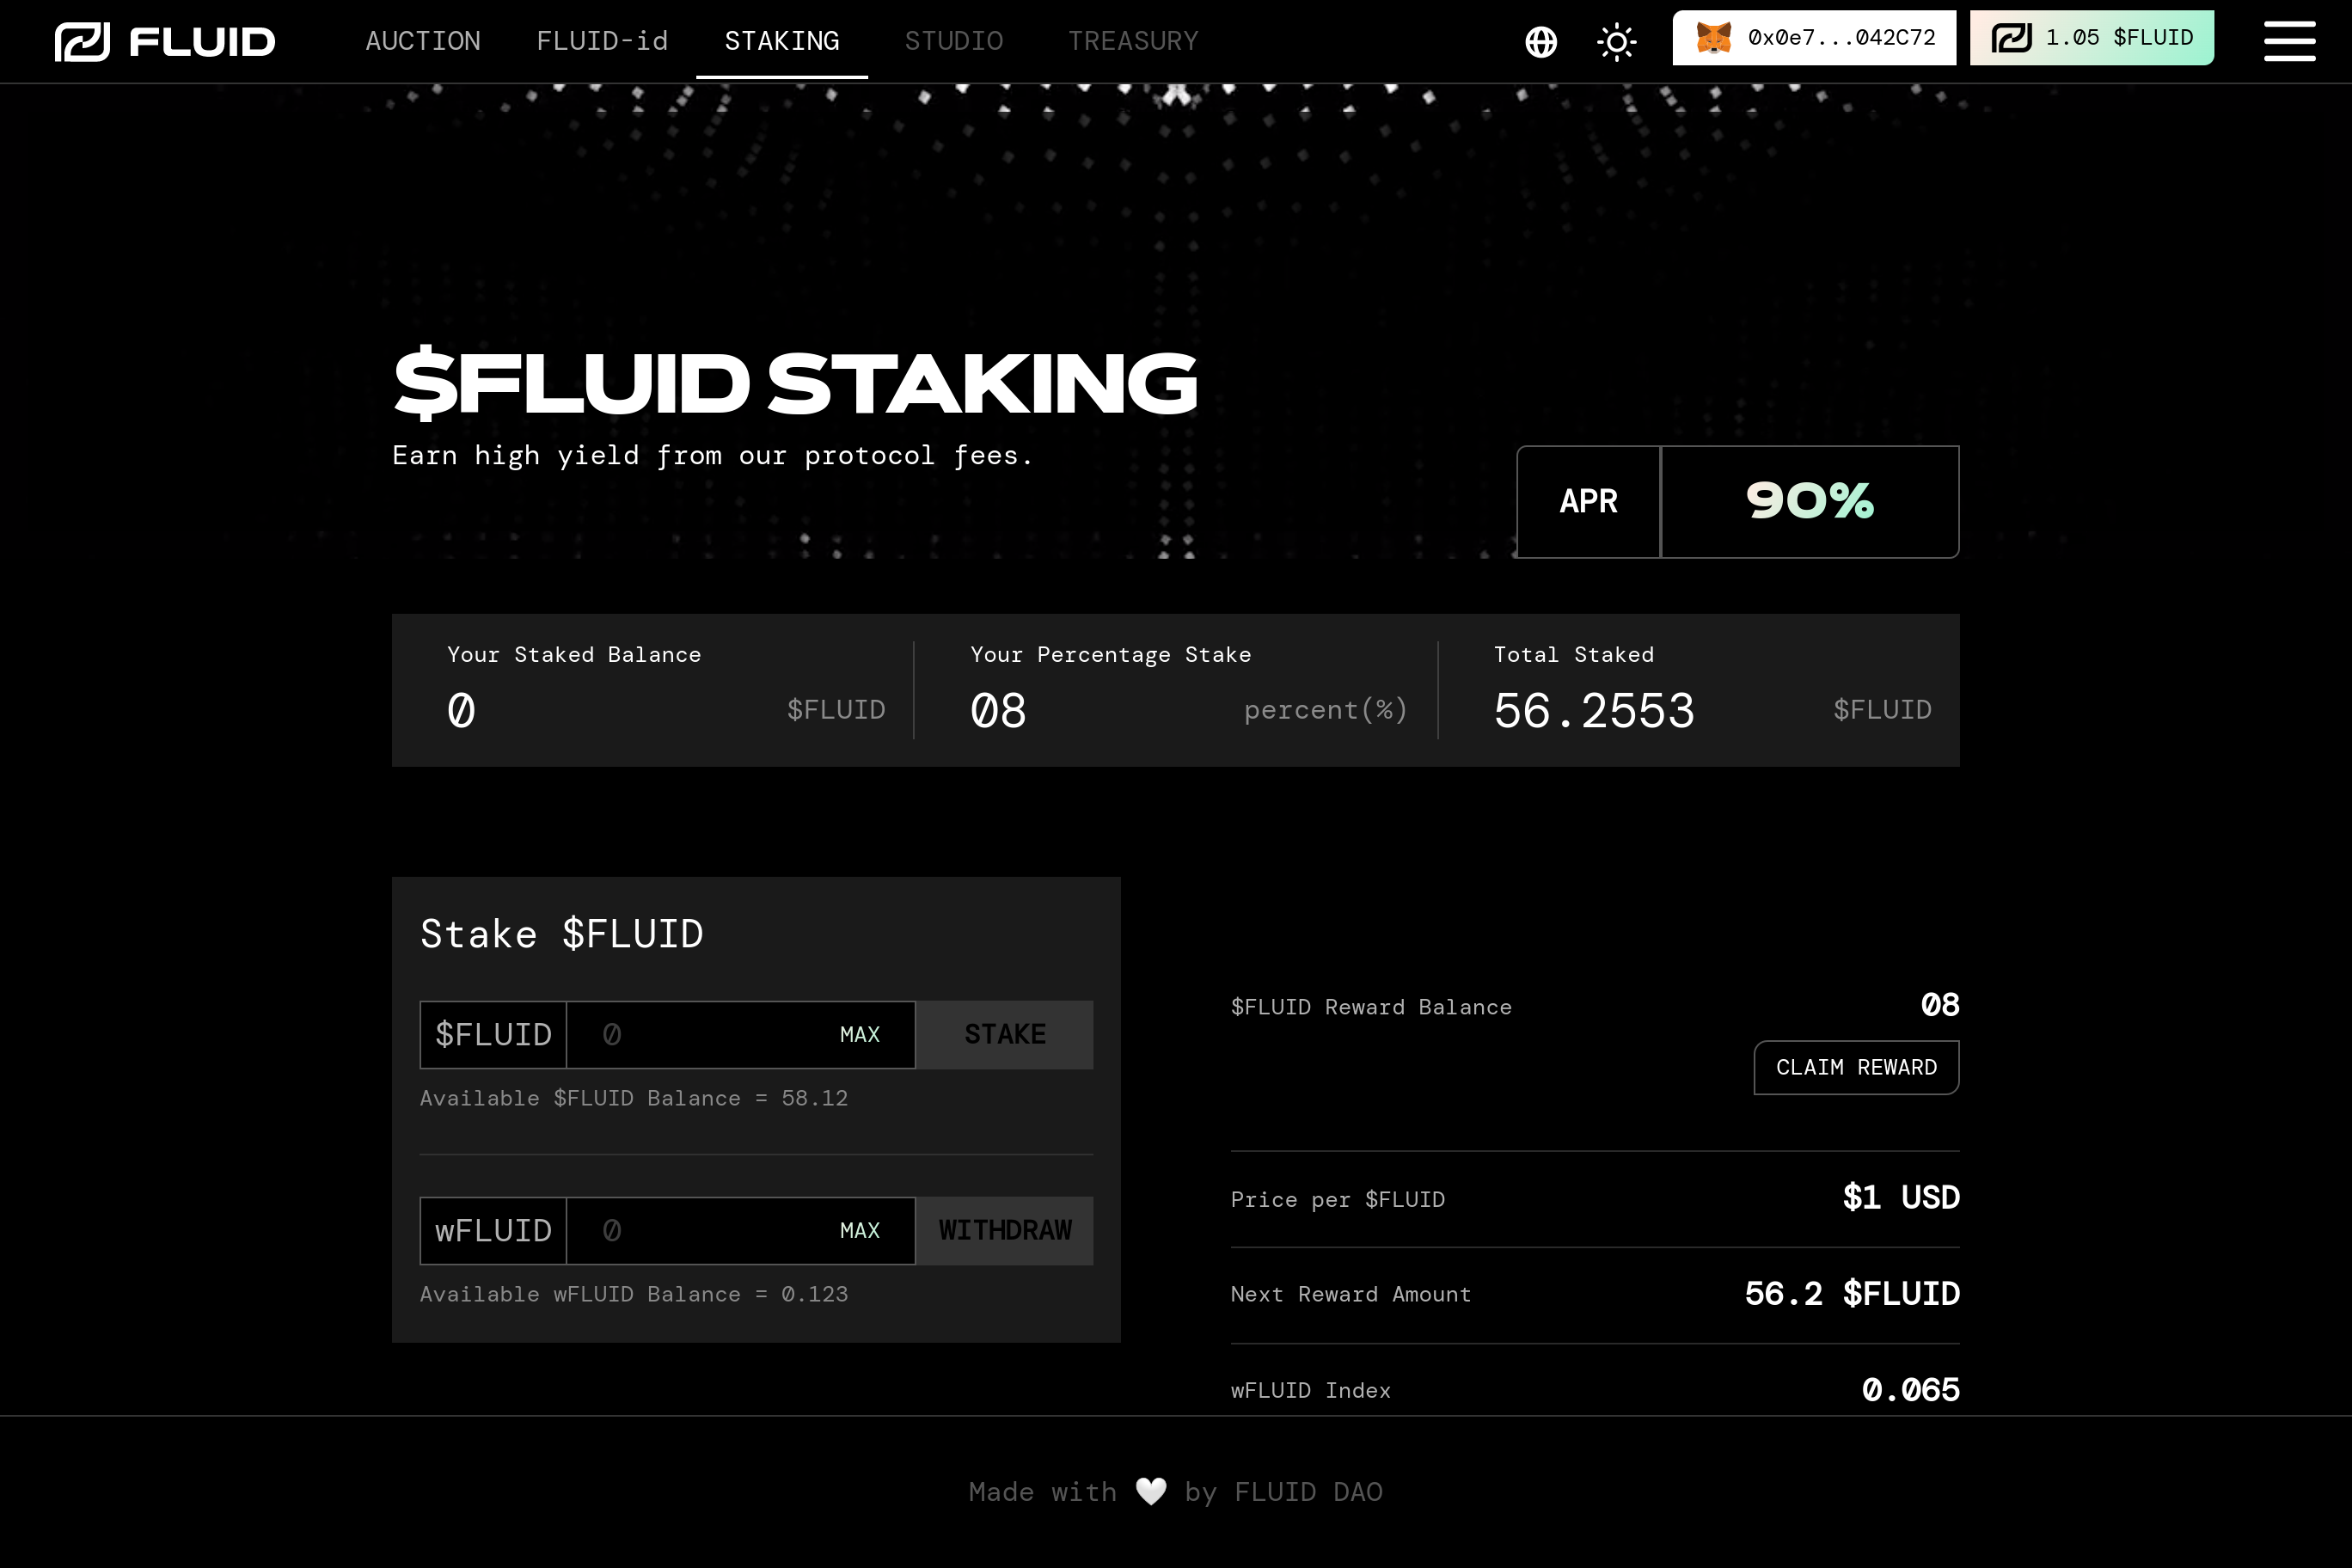 FLUID
AUCTION FLUID-id STAKING STUDIO TREASURY
0x0e7...042C72
1.05 $FLUID
$FLUID STAKING
Earn high yield from our protocol fees.
APR
90%
Your Staked Balance
0
$FLUID
Your Percentage Stake
08
percent(%)
Total Staked
56.2553
$FLUID
Stake $FLUID
$FLUID 0 MAX STAKE
Available $FLUID Balance = 58.12
wFLUID 0 MAX WITHDRAW
Available wFLUID Balance = 0.123
$FLUID Reward Balance 08
CLAIM REWARD
Price per $FLUID $1 USD
Next Reward Amount 56.2 $FLUID
wFLUID Index 0.065
Made with 🤍 by FLUID DAO